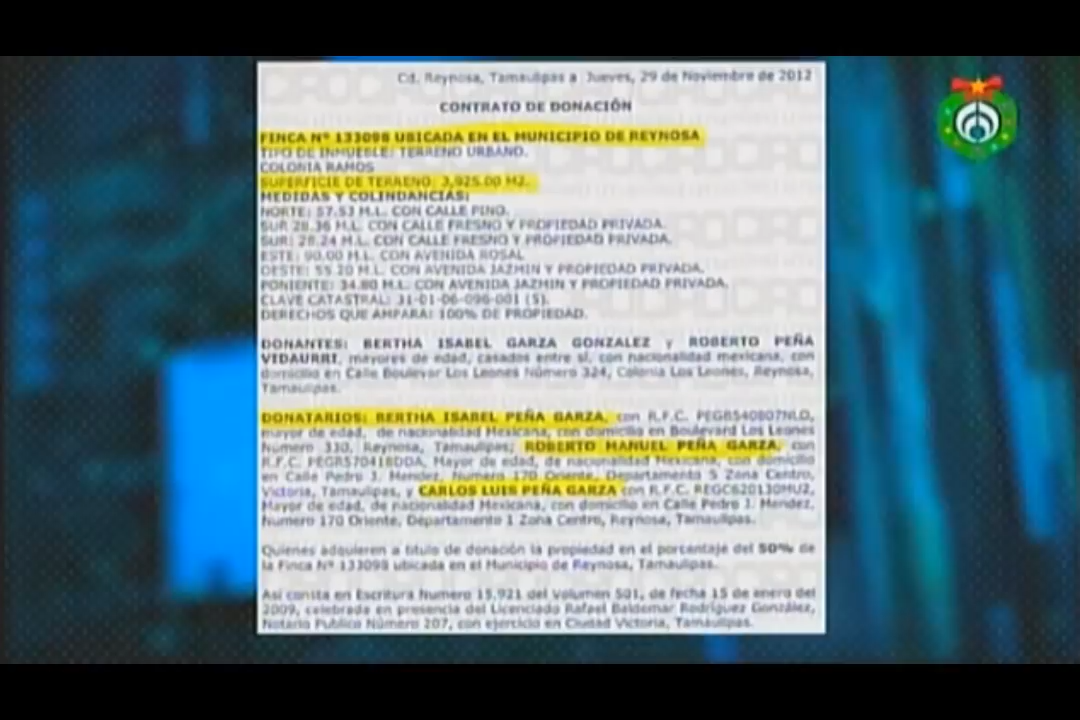 Cd. Reynosa, Tamaulipas a Jueves, 29 de Noviembre de 2012
CONTRATO DE DONACIÓN
FINCA Nº 133098 UBICADA EN EL MUNICIPIO DE REYNOSA
TIPO DE INMUEBLE: TERRENO URBANO.
COLONIA RAMOS
SUPERFICIE DE TERRENO: 3,925.00 M2.
MEDIDAS Y COLINDANCIAS:
NORTE: 57.53 M.L. CON CALLE PINO.
SUR 28.36 M.L. CON CALLE FRESNO Y PROPIEDAD PRIVADA.
SUR: 28.24 M.L. CON CALLE FRESNO Y PROPIEDAD PRIVADA.
ESTE: 90.00 M.L. CON AVENIDA ROSAL
OESTE: 55.20 M.L. CON AVENIDA JAZMIN Y PROPIEDAD PRIVADA.
PONIENTE: 34.80 M.L. CON AVENIDA JAZMIN Y PROPIEDAD PRIVADA.
CLAVE CATASTRAL: 31-01-06-096-001 (S).
DERECHOS QUE AMPARA: 100% DE PROPIEDAD.
DONANTES: BERTHA ISABEL GARZA GONZALEZ y ROBERTO PEÑA
VIDAURRI, mayores de edad, casados entre sí, con nacionalidad mexicana, con
domicilio en Calle Boulevar Los Leones Número 324, Colonia Los Leones, Reynosa,
Tamaulipas.
DONATARIOS: BERTHA ISABEL PEÑA GARZA, con R.F.C. PEGB540807NLD,
mayor de edad, de nacionalidad Mexicana, con domicilio en Boulevard Los Leones
Numero 330, Reynosa, Tamaulipas; ROBERTO MANUEL PEÑA GARZA, con
R.F.C. PEGR570418DDA, Mayor de edad, de nacionalidad Mexicana, con domicilio
en Calle Pedro J. Mendez, Numero 170 Oriente, Departamento 5 Zona Centro,
Victoria, Tamaulipas, y CARLOS LUIS PEÑA GARZA con R.F.C. REGC620130MU2,
Mayor de edad, de nacionalidad Mexicana, con domicilio en Calle Pedro J. Mendez,
Numero 170 Oriente, Departamento 1 Zona Centro, Reynosa, Tamaulipas.
Quienes adquieren a titulo de donación la propiedad en el porcentaje del 50% de
la Finca Nº 133098 ubicada en el Municipio de Reynosa, Tamaulipas.
Así consta en Escritura Numero 15,921 del Volumen 501, de fecha 15 de enero del
2009, celebrada en presencia del Licenciado Rafael Baldemar Rodríguez González,
Notario Publico Número 207, con ejercicio en Ciudad Victoria, Tamaulipas.